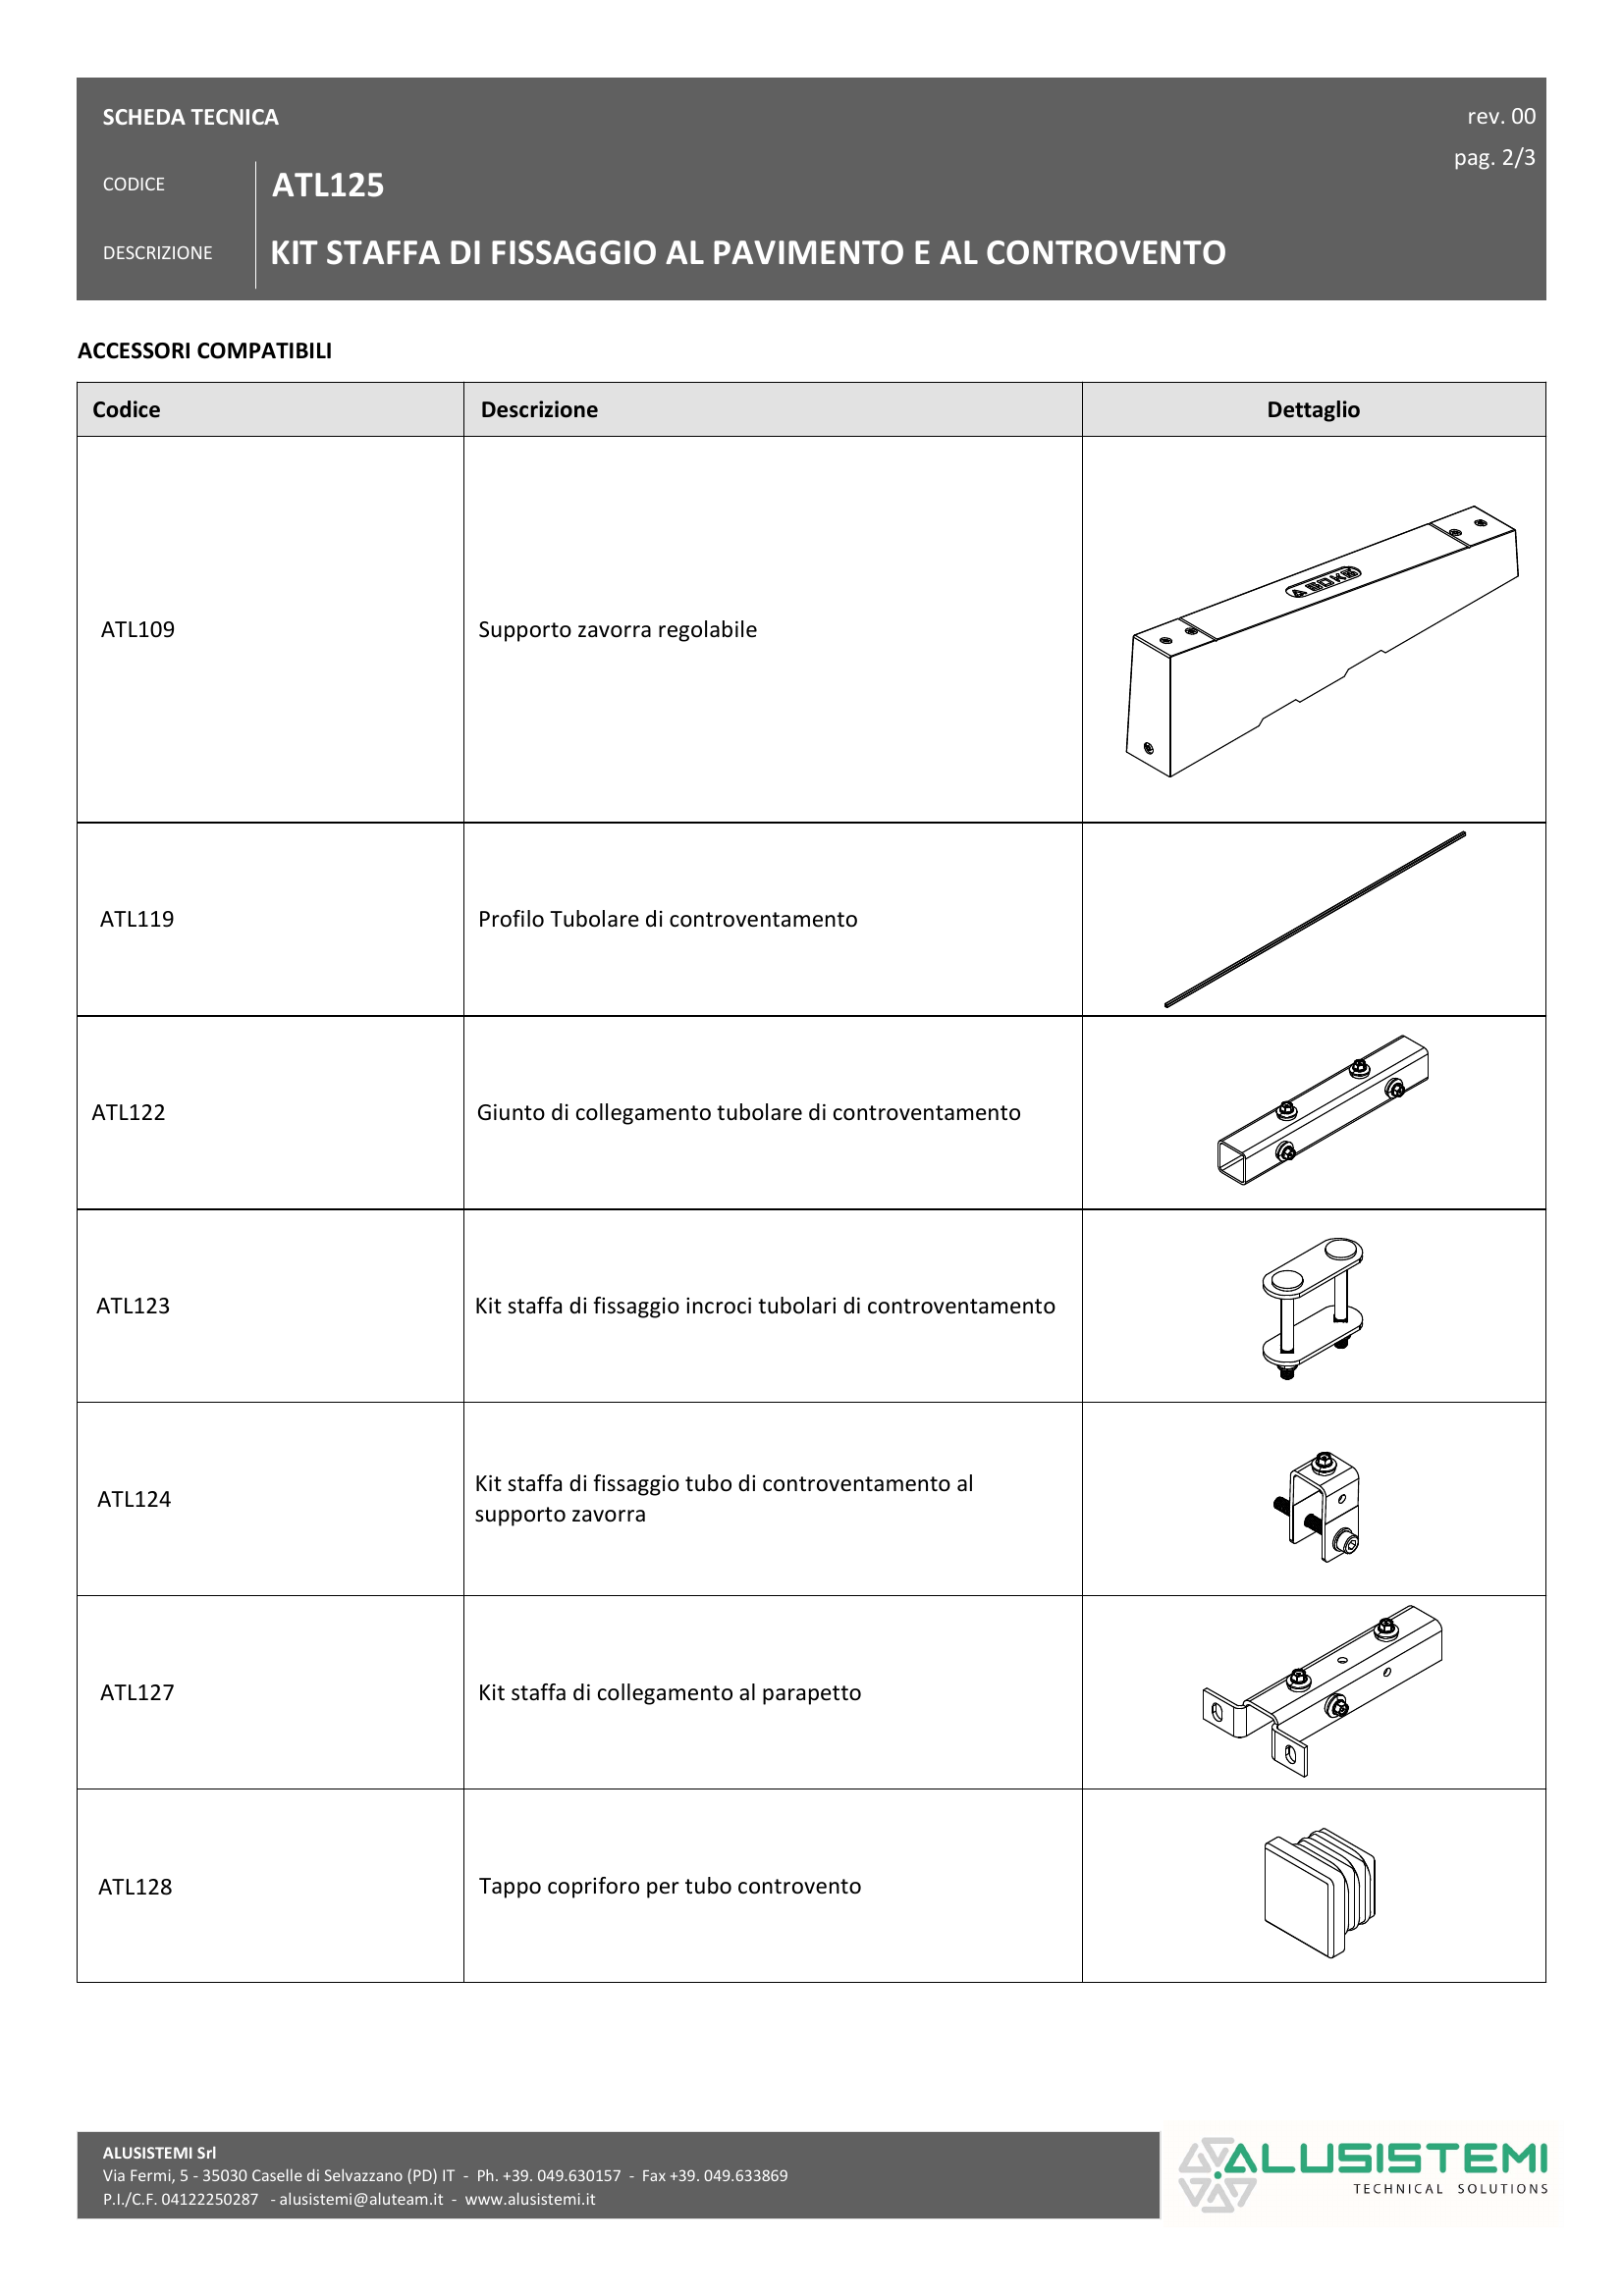 SCHEDA TECNICA
rev. 00
pag. 2/3
CODICE
ATL125
DESCRIZIONE
KIT STAFFA DI FISSAGGIO AL PAVIMENTO E AL CONTROVENTO
ACCESSORI COMPATIBILI
Codice Descrizione Dettaglio
ATL109 Supporto zavorra regolabile
ATL119 Profilo Tubolare di controventamento
ATL122 Giunto di collegamento tubolare di controventamento
ATL123 Kit staffa di fissaggio incroci tubolari di controventamento
ATL124 Kit staffa di fissaggio tubo di controventamento al
supporto zavorra
ATL127 Kit staffa di collegamento al parapetto
ATL128 Tappo copriforo per tubo controvento
ALUSISTEMI Srl
Via Fermi, 5 - 35030 Caselle di Selvazzano (PD) IT - Ph. +39. 049.630157 - Fax +39. 049.633869
P.I./C.F. 04122250287 - alusistemi@aluteam.it - www.alusistemi.it
ALUSISTEMI
TECHNICAL SOLUTIONS